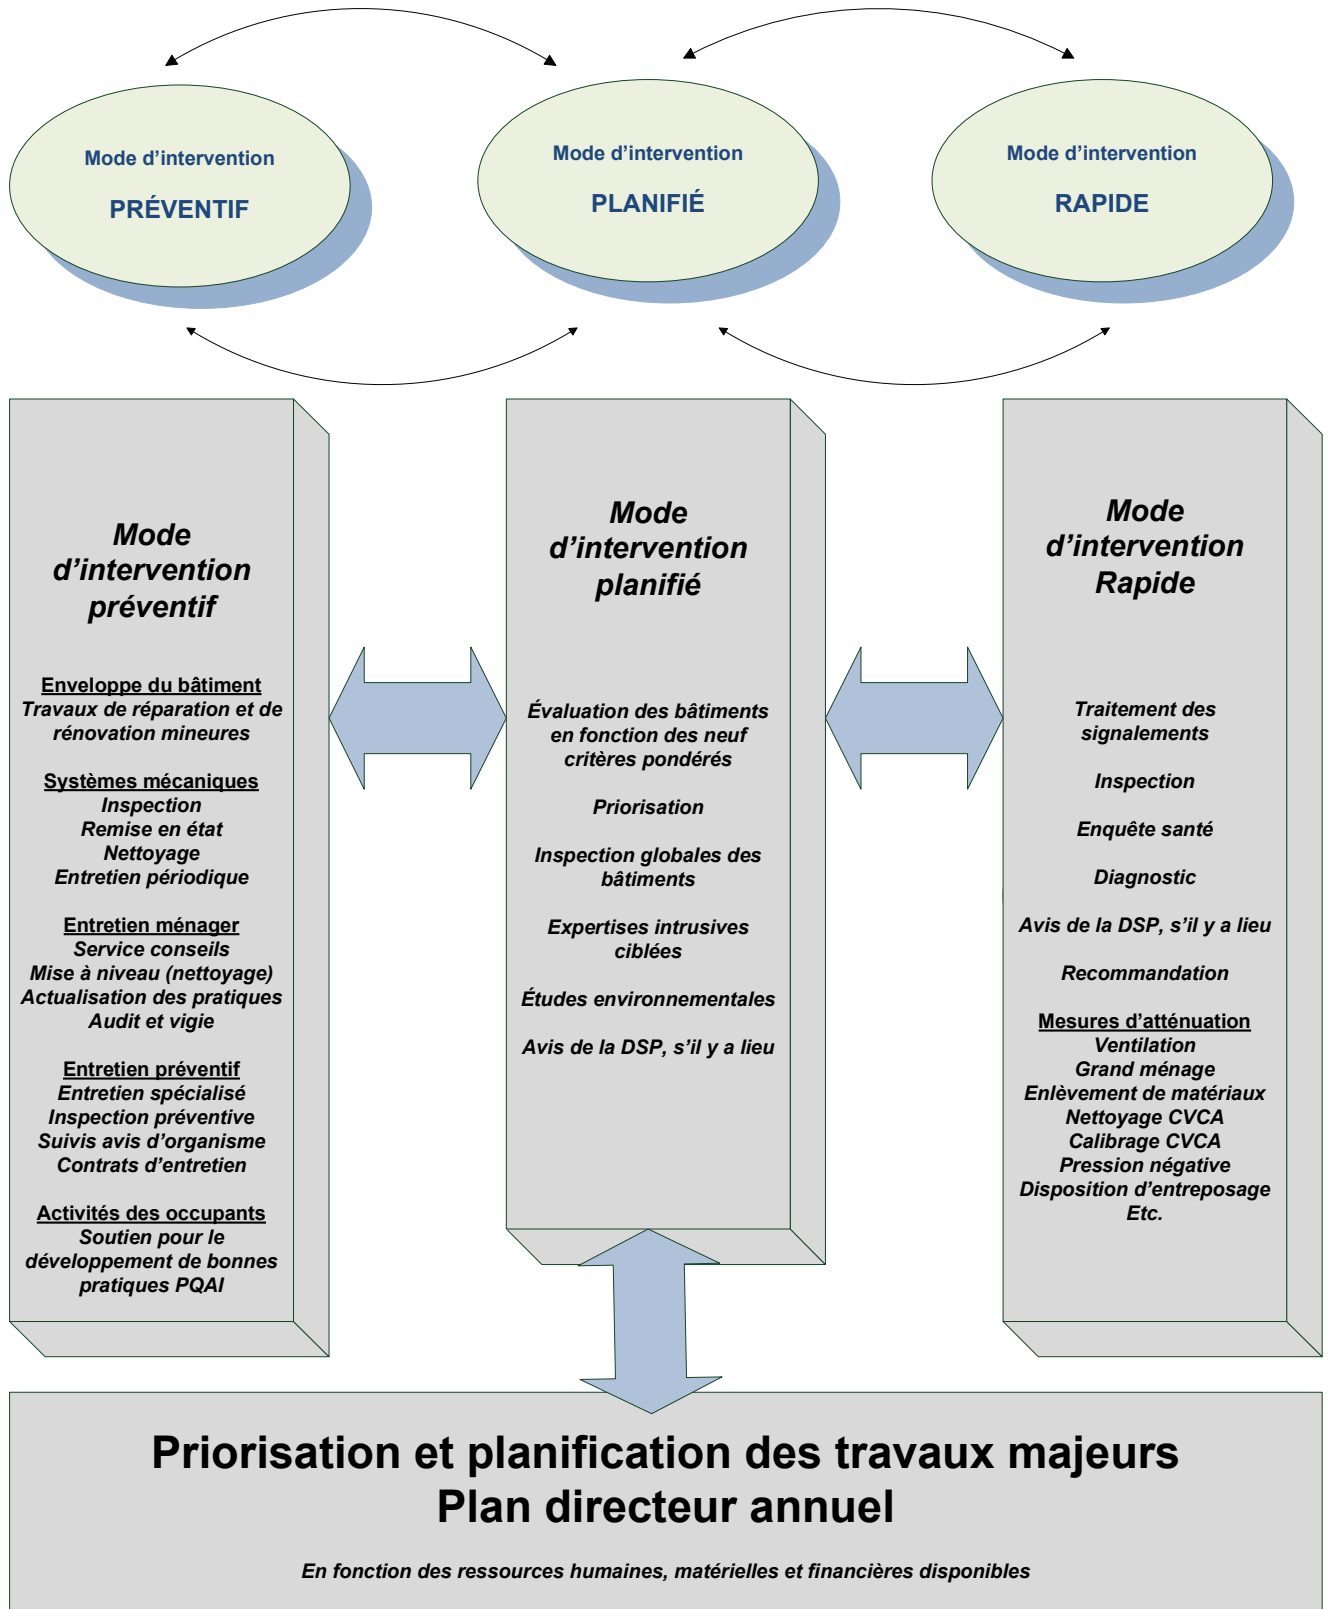 Mode d'intervention
PRÉVENTIF
Mode d'intervention
PLANIFIÉ
Mode d'intervention
RAPIDE
Mode
d'intervention
préventif
Enveloppe du bâtiment
Travaux de réparation et de
rénovation mineures
Systèmes mécaniques
Inspection
Remise en état
Nettoyage
Entretien périodique
Entretien ménager
Service conseils
Mise à niveau (nettoyage)
Actualisation des pratiques
Audit et vigie
Entretien préventif
Entretien spécialisé
Inspection préventive
Suivis avis d'organisme
Contrats d'entretien
Activités des occupants
Soutien pour le
développement de bonnes
pratiques PQAI
Mode
d'intervention
planifié
Évaluation des bâtiments
en fonction des neuf
critères pondérés
Priorisation
Inspection globales des
bâtiments
Expertises intrusives
ciblées
Études environnementales
Avis de la DSP, s'il y a lieu
Mode
d'intervention
Rapide
Traitement des
signalements
Inspection
Enquête santé
Diagnostic
Avis de la DSP, s'il y a lieu
Recommandation
Mesures d'atténuation
Ventilation
Grand ménage
Enlèvement de matériaux
Nettoyage CVCA
Calibrage CVCA
Pression négative
Disposition d'entreposage
Etc.
Priorisation et planification des travaux majeurs
Plan directeur annuel
En fonction des ressources humaines, matérielles et financières disponibles